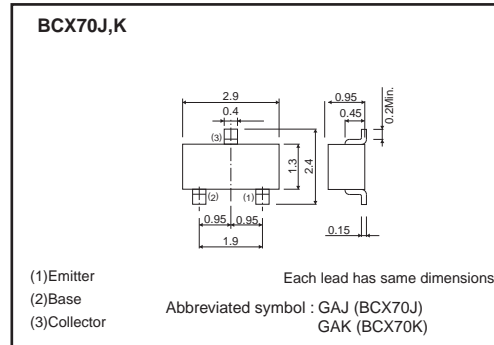 BCX70J,K
2.9
0.4
(3)
0.95
0.45
0.2Min.
1.3
2.4
(2)
(1)
0.95 0.95
1.9
0.15
(1)Emitter
(2)Base
(3)Collector
Each lead has same dimensions
Abbreviated symbol : GAJ (BCX70J)
GAK (BCX70K)